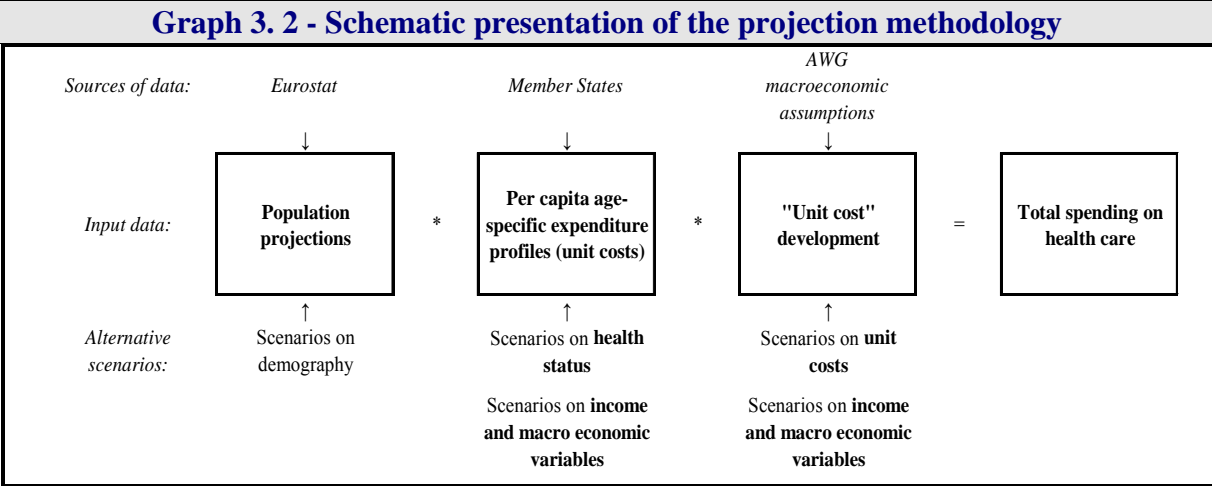 Graph 3. 2 - Schematic presentation of the projection methodology
Sources of data:
Eurostat
Member States
AWG
macroeconomic
assumptions
↓
↓
↓
Input data:
Population
projections
*
Per capita age-
specific expenditure
profiles (unit costs)
*
"Unit cost"
development
=
Total spending on
health care
↑
↑
↑
Alternative
scenarios:
Scenarios on
demography
Scenarios on health
status
Scenarios on income
and macro economic
variables
Scenarios on unit
costs
Scenarios on income
and macro economic
variables